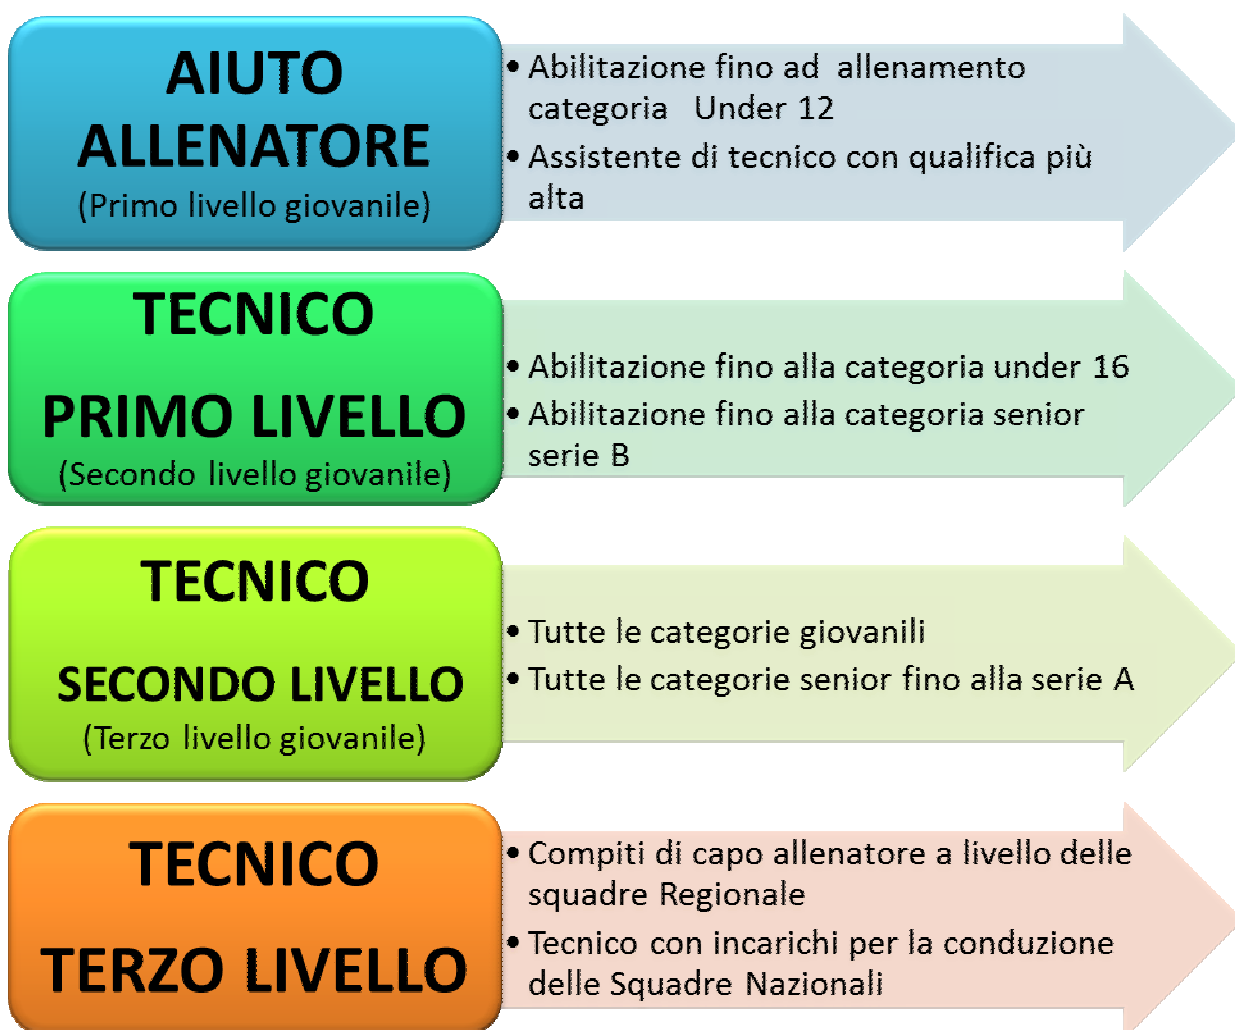 AIUTO
ALLENATORE
(Primo livello giovanile)
• Abilitazione fino ad allenamento
categoria Under 12
• Assistente di tecnico con qualifica più
alta
TECNICO
PRIMO LIVELLO
(Secondo livello giovanile)
• Abilitazione fino alla categoria under 16
• Abilitazione fino alla categoria senior
serie B
TECNICO
SECONDO LIVELLO
(Terzo livello giovanile)
• Tutte le categorie giovanili
• Tutte le categorie senior fino alla serie A
TECNICO
TERZO LIVELLO
• Compiti di capo allenatore a livello delle
squadre Regionale
• Tecnico con incarichi per la conduzione
delle Squadre Nazionali